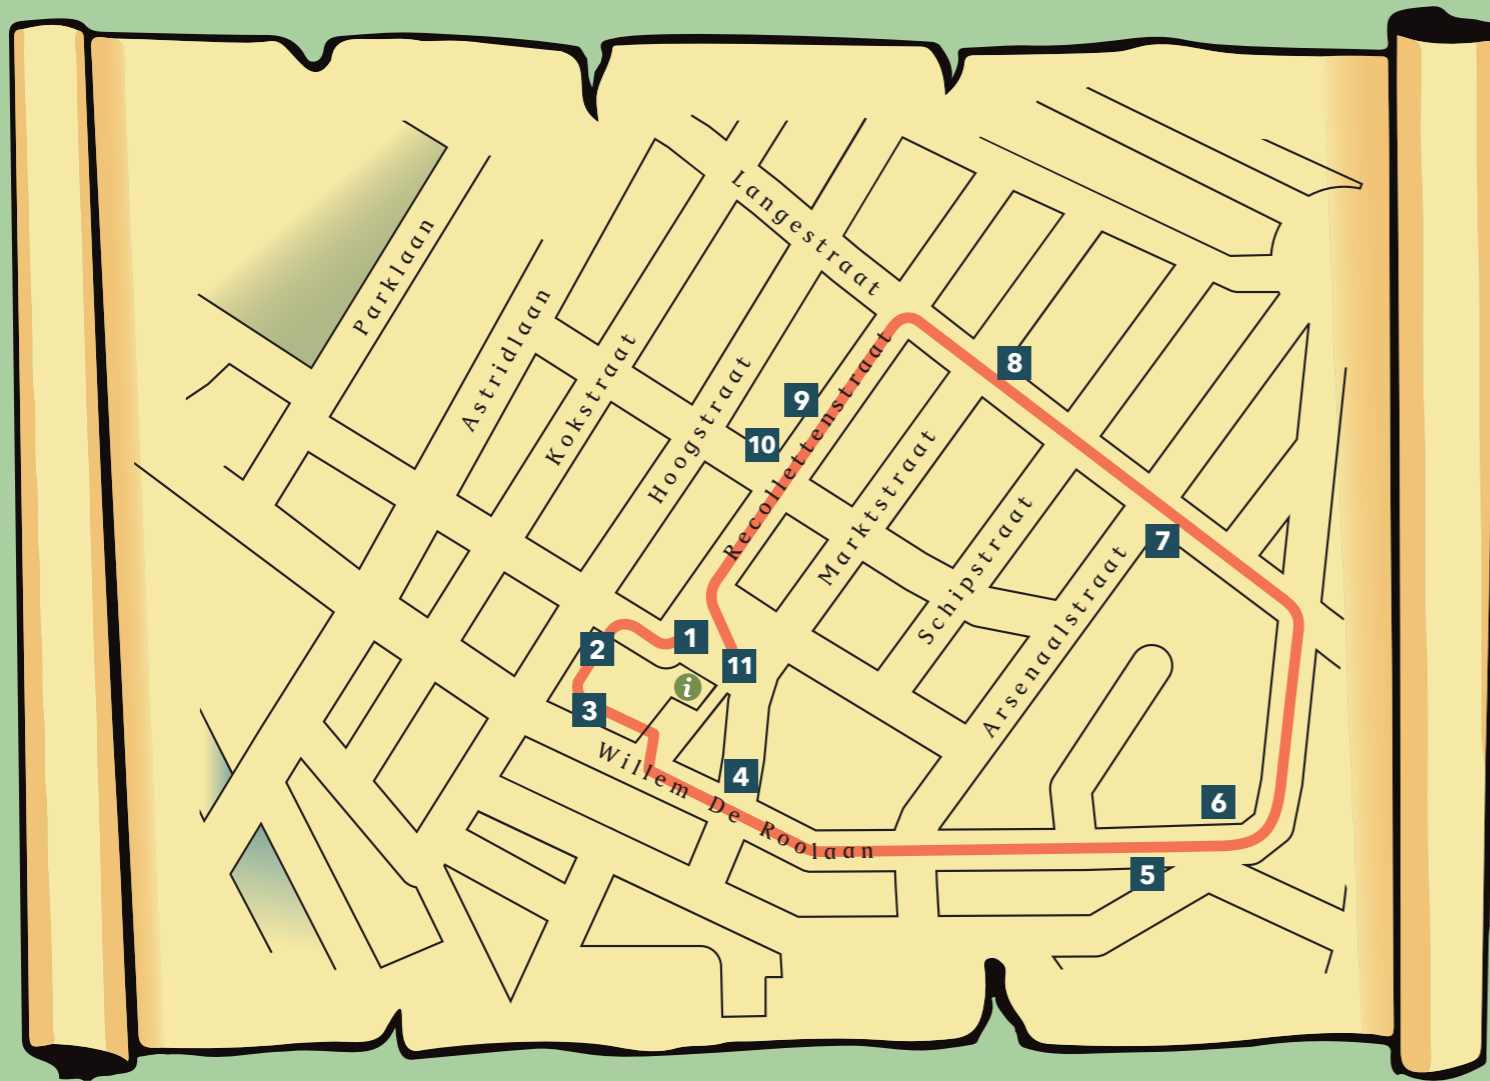 Langestraat
Parklaan
Astridlaan
Kokstraat
Hoogstraat
Recollettenstraat
Marktstraat
Schipstraat
Arsenaalstraat
8
9
10
7
1
2
11
i
3
4
Willem De Roolaan
6
5